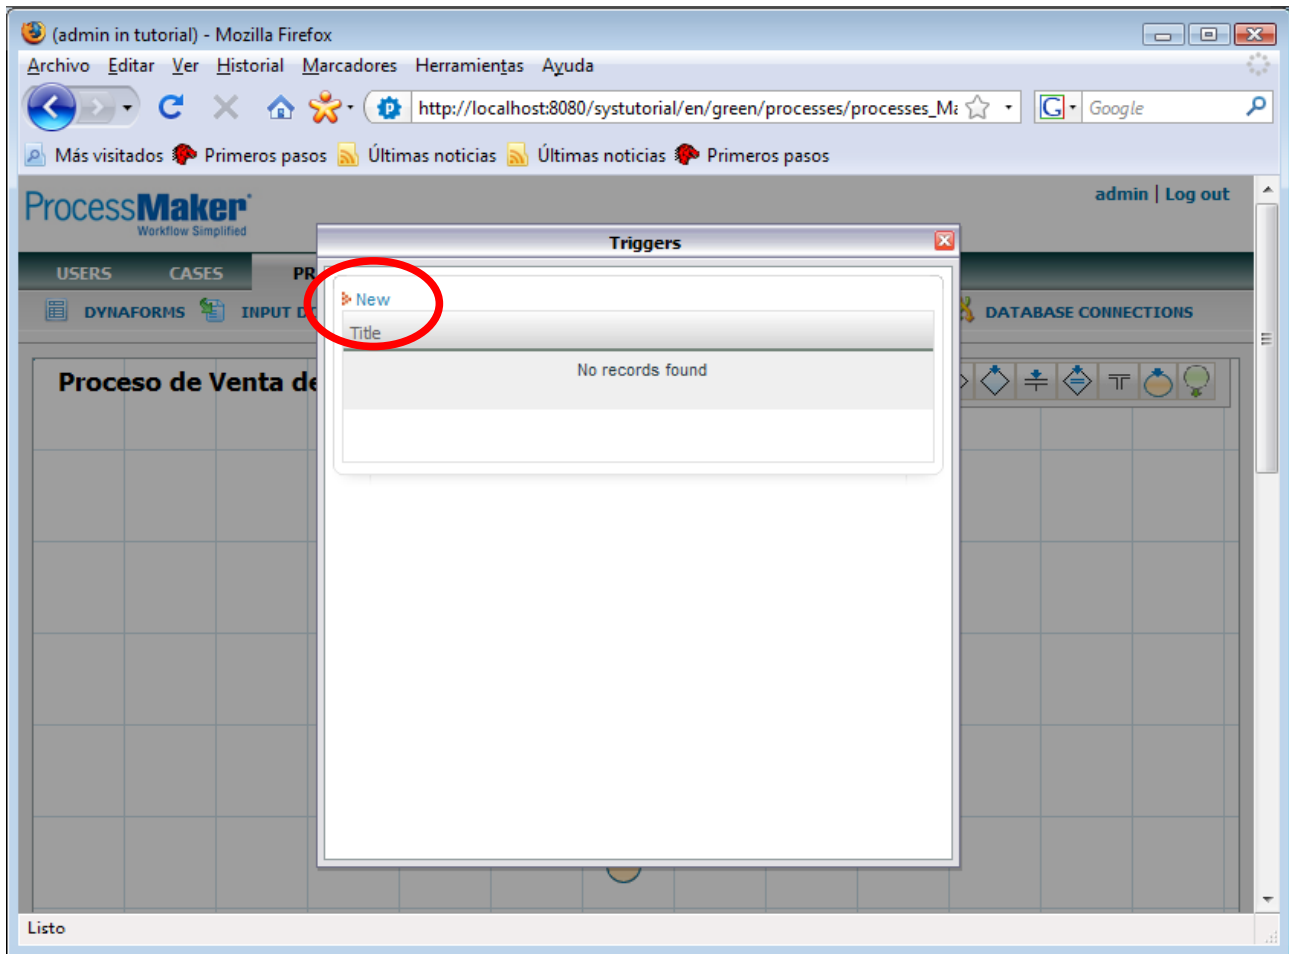 (admin in tutorial) - Mozilla Firefox
Archivo Editar Ver Historial Marcadores Herramientas Ayuda
http://localhost:8080/systutorial/en/green/processes/processes_Ma
G Google
Más visitados Primeros pasos Últimas noticias Últimas noticias Primeros pasos
ProcessMaker
Workflow Simplified
admin | Log out
Triggers
USERS CASES PR
New
DYNAFORMS INPUT DO
DATABASE CONNECTIONS
Title
No records found
Proceso de Venta de
Listo